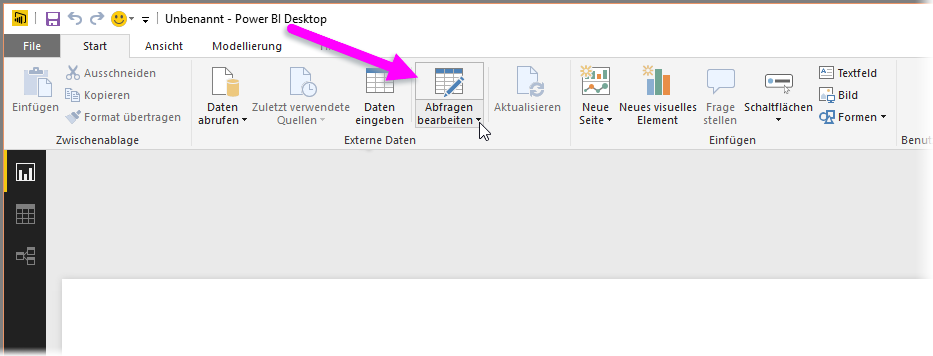 Unbenannt - Power BI Desktop
File Start Ansicht Modellierung
Einfügen
Ausschneiden
Kopieren
Format übertragen
Zwischenablage
Daten
abrufen
Zuletzt verwendete
Quellen
Daten
eingeben
Abfragen
bearbeiten
Aktualisieren
Externe Daten
Neue
Seite
Neues visuelles
Element
Frage
stellen
Schaltflächen
Textfeld
Bild
Formen
Einfügen
Benut